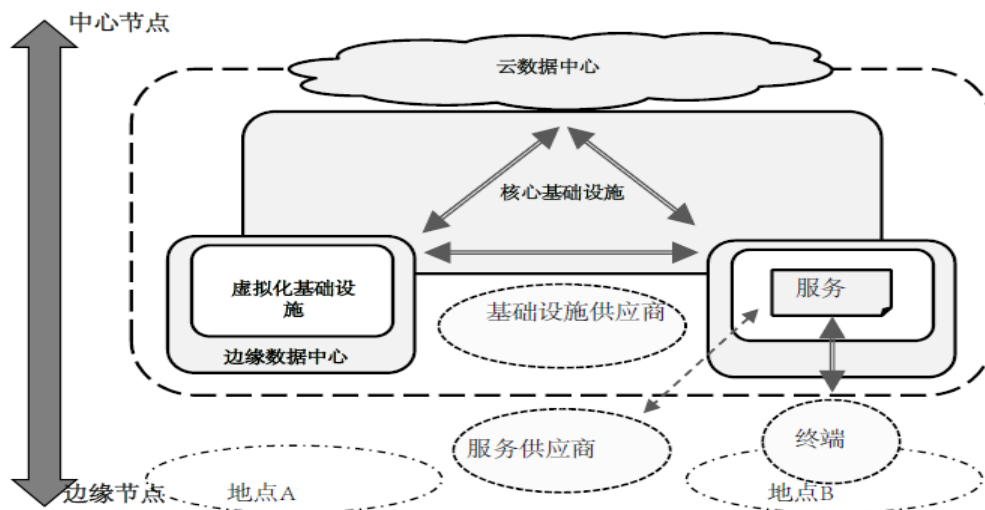 中心节点
云数据中心
核心基础设施
虚拟化基础设
施
边缘数据中心
服务
基础设施供应商
服务供应商
终端
边缘节点
地点A
地点B